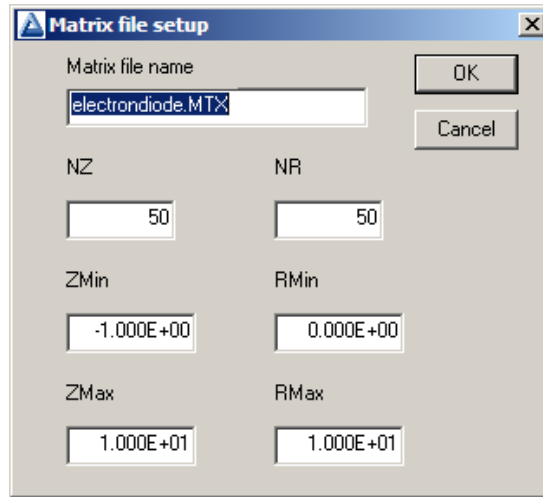 Matrix file setup
Matrix file name
OK
electrondiode.MTX
Cancel
NZ NR
50 50
ZMin RMin
-1.000E+00 0.000E+00
ZMax RMax
1.000E+01 1.000E+01